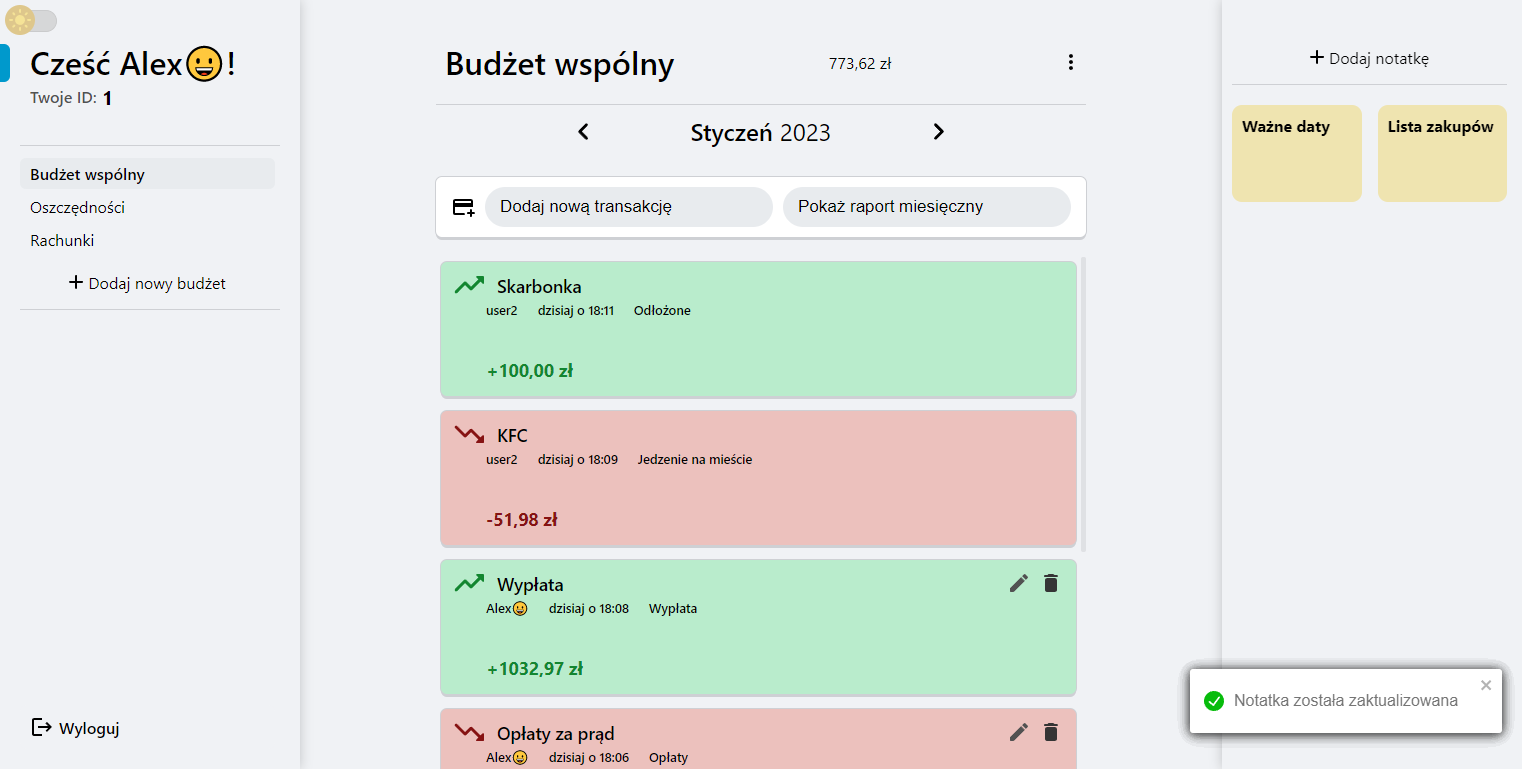 Cześć Alex😀!
Twoje ID: 1
Budżet wspólny
Oszczędności
Rachunki
+ Dodaj nowy budżet
Wyloguj
Budżet wspólny 773,62 zł
Styczeń 2023
Dodaj nową transakcję Pokaż raport miesięczny
Skarbonka
user2 dzisiaj o 18:11 Odłożone
+100,00 zł
KFC
user2 dzisiaj o 18:09 Jedzenie na mieście
-51,98 zł
Wypłata
Alex😀 dzisiaj o 18:08 Wypłata
+1032,97 zł
Opłaty za prąd
Alex😀 dzisiaj o 18:06 Opłaty
+ Dodaj notatkę
Ważne daty Lista zakupów
Notatka została zaktualizowana